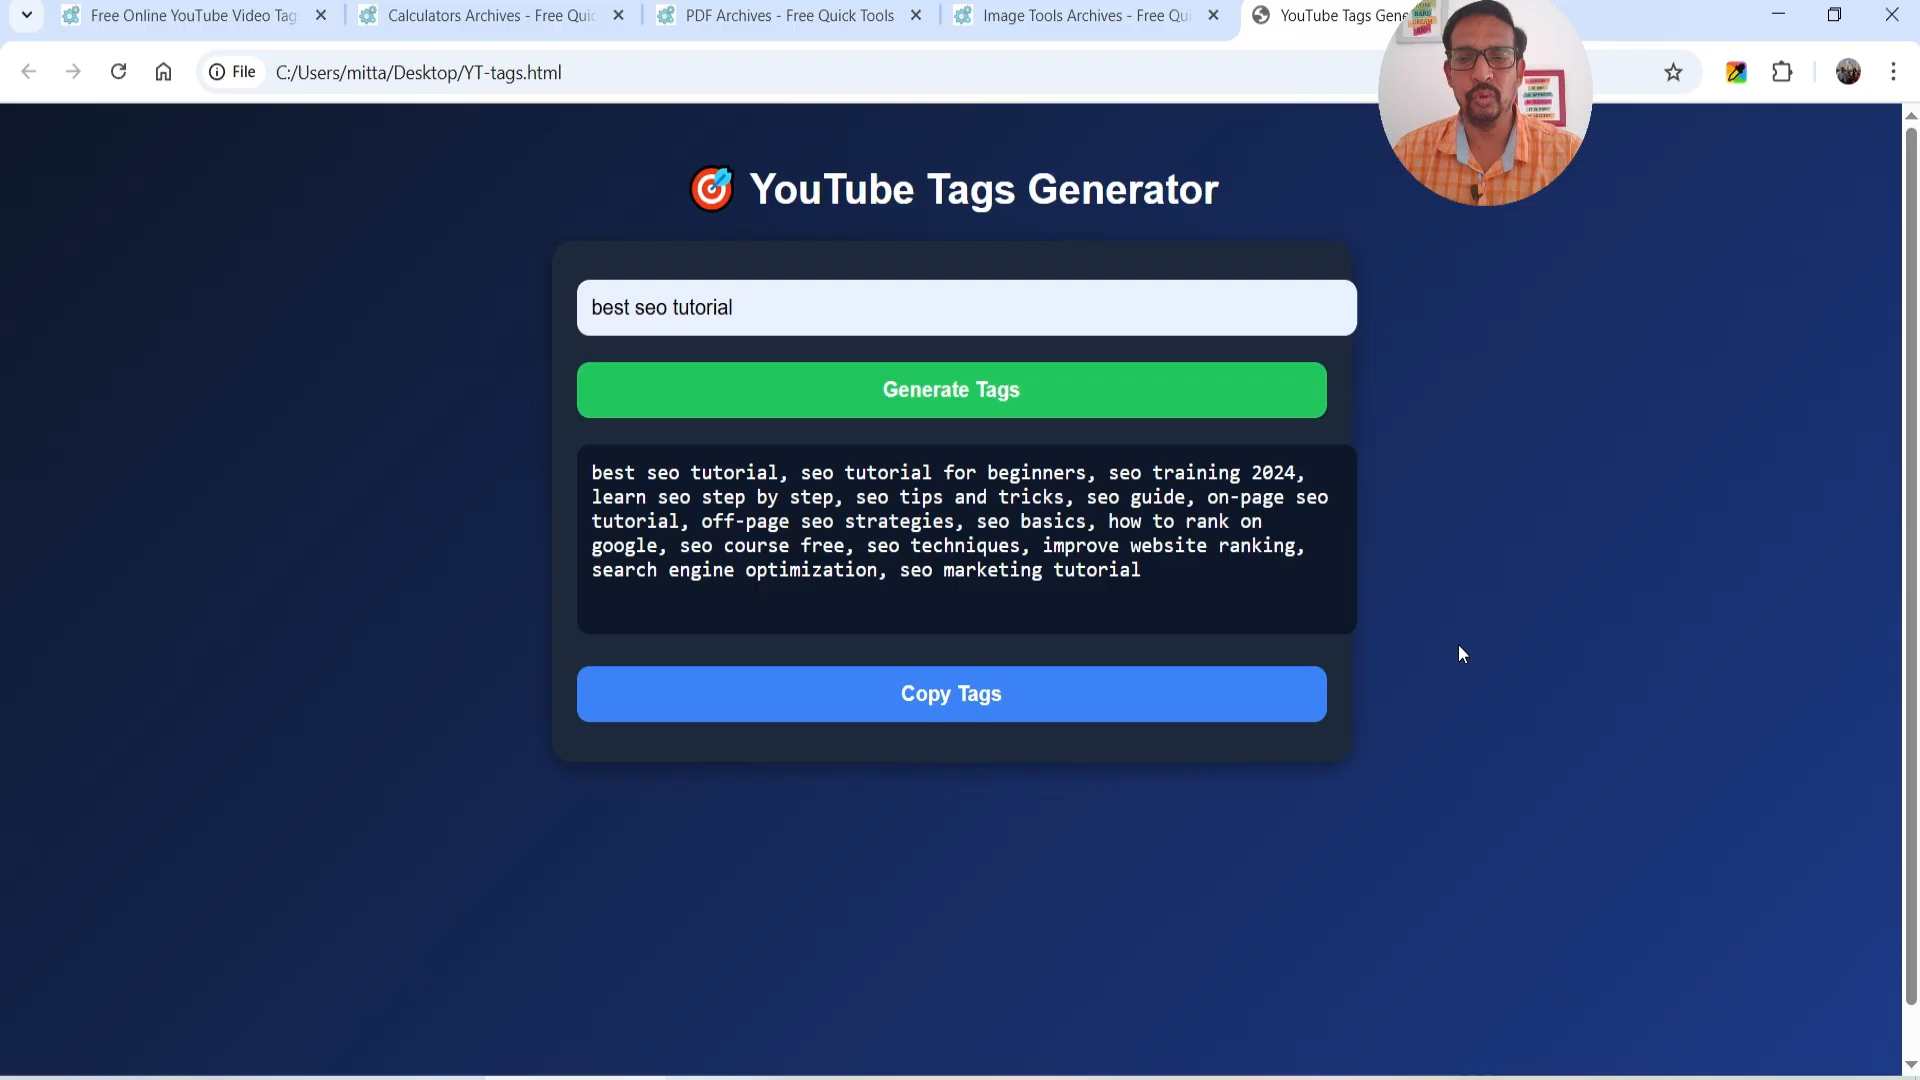 Free Online YouTube Video Tag
Calculators Archives - Free Quic
PDF Archives - Free Quick Tools
Image Tools Archives - Free Qu
YouTube Tags Gene
File
C:/Users/mitta/Desktop/YT-tags.html
YouTube Tags Generator
best seo tutorial
Generate Tags
best seo tutorial, seo tutorial for beginners, seo training 2024,
learn seo step by step, seo tips and tricks, seo guide, on-page seo
tutorial, off-page seo strategies, seo basics, how to rank on
google, seo course free, seo techniques, improve website ranking,
search engine optimization, seo marketing tutorial
Copy Tags